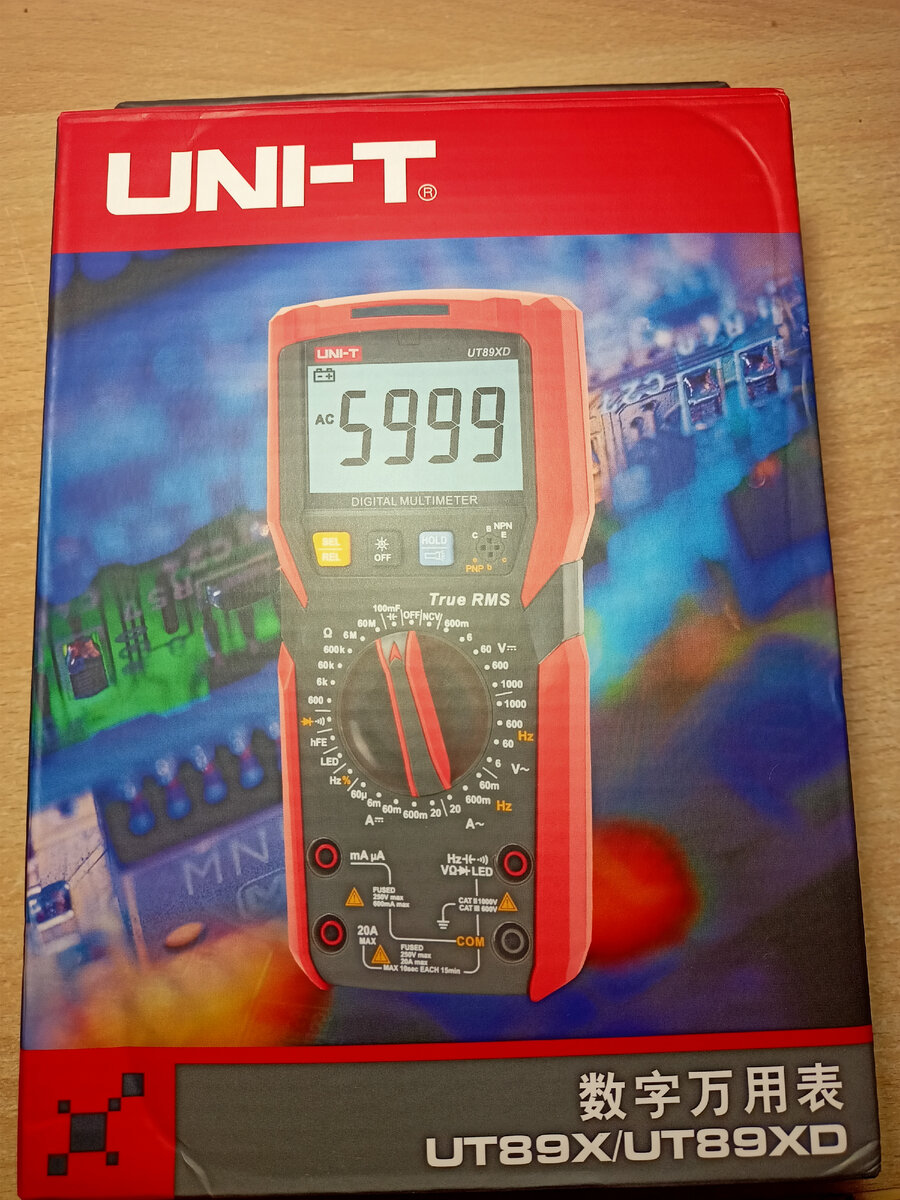 UNI-T®
UNI-T
UT89XD
AC
5999
DIGITAL MULTIMETER
SEL
REL
OFF
HOLD
B
NPN
C
E
PNP
b
c
True RMS
100mF
OFF
NCV
600m
60M
6
Ω
6M
60
V
600k
600
60k
6k
1000
600
1000
600
Hz
hFE
60
LED
6
V~
Hz%
60m
60μ
6m
60m
600m
20
20
600m
Hz
A
A~
mA μA
Hz
VΩ
LED
FUSED
250V max
600mA max
CAT II 1000V
CAT III 600V
20A
MAX
FUSED
250V max
20A max
COM
MAX 10sec EACH 15min
C21
MN
数字万用表
UT89X/UT89XD